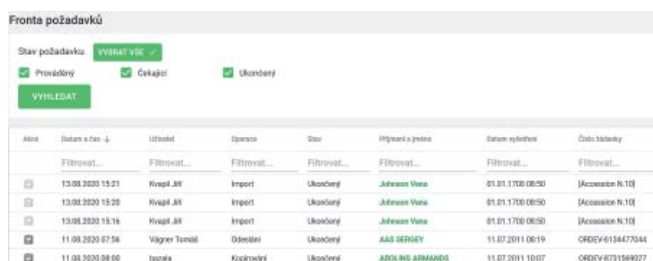 Fronta požadavků
Stav požadavku VYBRAT VŠE
Prováděný Čekající Ukončený
VYHLEDAT
Akce Datum a čas ↓ Uživatel Operace Stav Příjmení a jméno Datum vyšetření Číslo žádanky
Filtrovat... Filtrovat... Filtrovat... Filtrovat... Filtrovat... Filtrovat... Filtrovat...
13.08.2020 15:21 Kvapil Jiří Import Ukončený Johnson Vena 01.01.1700 08:50 [Accession N.10]
13.08.2020 15:20 Kvapil Jiří Import Ukončený Johnson Vena 01.01.1700 08:50 [Accession N.10]
13.08.2020 15:16 Kvapil Jiří Import Ukončený Johnson Vena 01.01.1700 08:50 [Accession N.10]
11.08.2020 07:56 Vágner Tomáš Odeslání Ukončený AAS SERGEY 11.07.2011 08:19 ORDEV-6134477044
11.08.2020 08:00 bazala Kopírování Ukončený ABOLINS ARMANDS 11.07.2011 10:07 ORDEV-8731569027